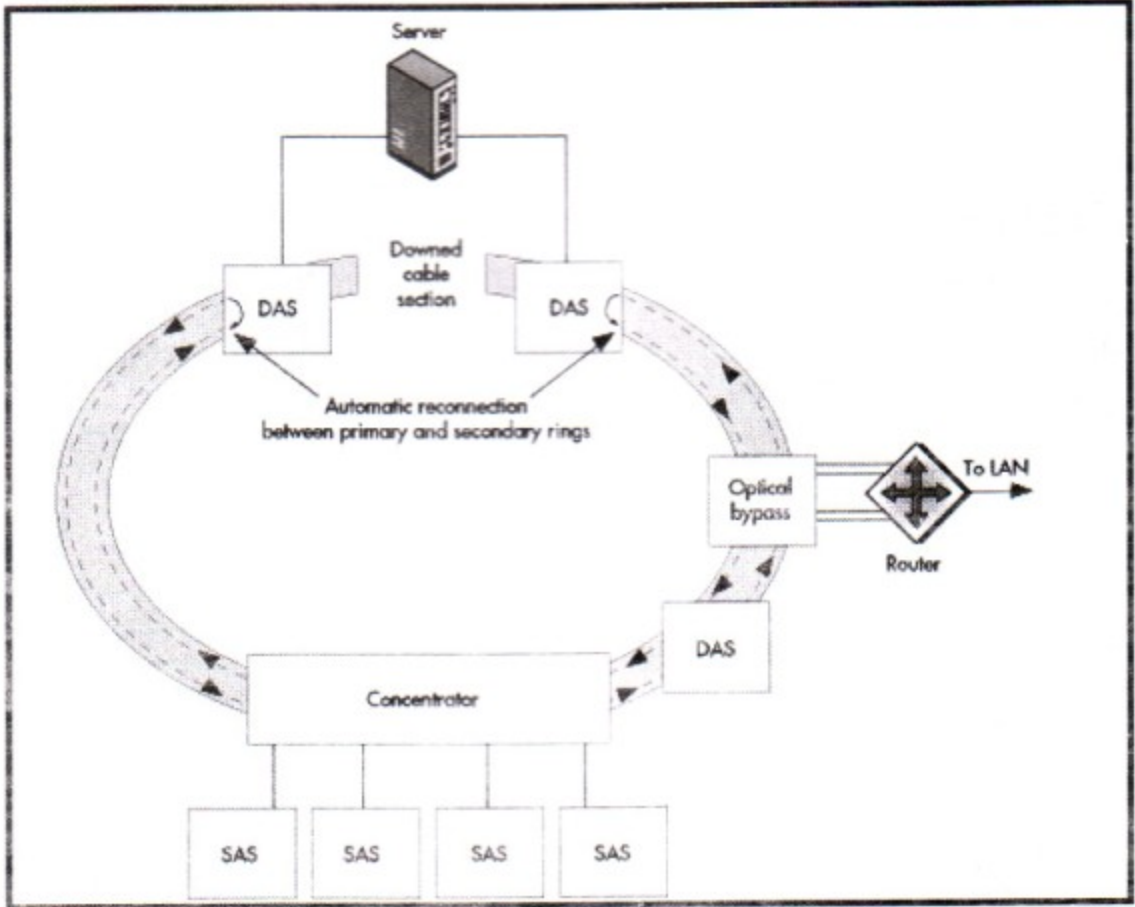 Server
Downed
cable
section
DAS
DAS
Automatic reconnection
between primary and secondary rings
Optical
bypass
To LAN
Router
DAS
Concentrator
SAS
SAS
SAS
SAS